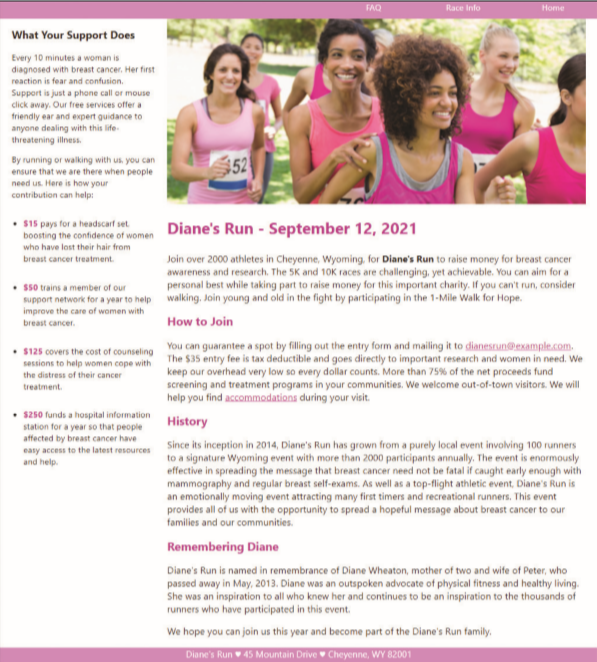 FAQ Race Info Home
What Your Support Does
Every 10 minutes a woman is
diagnosed with breast cancer. Her first
reaction is fear and confusion.
Support is just a phone call or mouse
click away. Our free services offer a
friendly ear and expert guidance to
anyone dealing with this life-
threatening illness.
By running or walking with us, you can
ensure that we are there when people
need us. Here is how your
contribution can help:
• $15 pays for a headscarf set,
boosting the confidence of women
who have lost their hair from
breast cancer treatment.
• $50 trains a member of our
support network for a year to help
improve the care of women with
breast cancer.
• $125 covers the cost of counseling
sessions to help women cope with
the distress of their cancer
treatment.
• $250 funds a hospital information
station for a year so that people
affected by breast cancer have
easy access to the latest resources
and help.
52
Diane's Run - September 12, 2021
Join over 2000 athletes in Cheyenne, Wyoming, for Diane's Run to raise money for breast cancer
awareness and research. The 5K and 10K races are challenging, yet achievable. You can aim for a
personal best while taking part to raise money for this important charity. If you can't run, consider
walking. Join young and old in the fight by participating in the 1-Mile Walk for Hope.
How to Join
You can guarantee a spot by filling out the entry form and mailing it to dianesrun@example.com.
The $35 entry fee is tax deductible and goes directly to important research and women in need. We
keep our overhead very low so every dollar counts. More than 75% of the net proceeds fund
screening and treatment programs in your communities. We welcome out-of-town visitors. We will
help you find accommodations during your visit.
History
Since its inception in 2014, Diane's Run has grown from a purely local event involving 100 runners
to a signature Wyoming event with more than 2000 participants annually. The event is enormously
effective in spreading the message that breast cancer need not be fatal if caught early enough with
mammography and regular breast self-exams. As well as a top-flight athletic event, Diane's Run is
an emotionally moving event attracting many first timers and recreational runners. This event
provides all of us with the opportunity to spread a hopeful message about breast cancer to our
families and our communities.
Remembering Diane
Diane's Run is named in remembrance of Diane Wheaton, mother of two and wife of Peter, who
passed away in May, 2013. Diane was an outspoken advocate of physical fitness and healthy living.
She was an inspiration to all who knew her and continues to be an inspiration to the thousands of
runners who have participated in this event.
We hope you can join us this year and become part of the Diane's Run family.
Diane's Run ♥ 45 Mountain Drive ♥ Cheyenne, WY 82001